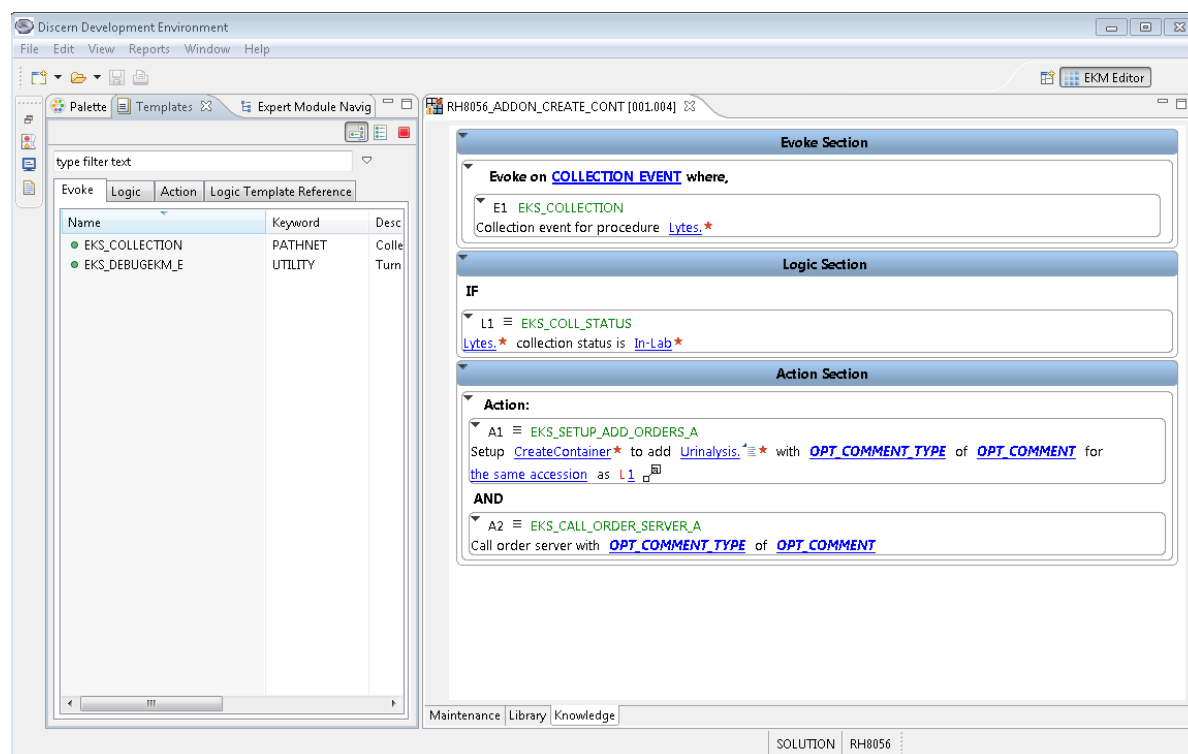 Discern Development Environment
File Edit View Reports Window Help
EKM Editor
Palette Templates Expert Module Navig
RH8056_ADDON_CREATE_CONT [001.004]
type filter text
Evoke Logic Action Logic Template Reference
Name Keyword Desc
EKS_COLLECTION PATHNET Colle
EKS_DEBUGEKM_E UTILITY Turn
Evoke Section
Evoke on COLLECTION EVENT where,
E1 EKS_COLLECTION
Collection event for procedure Lytes.*
Logic Section
IF
L1 ≡ EKS_COLL_STATUS
Lytes.* collection status is In-Lab*
Action Section
Action:
A1 ≡ EKS_SETUP_ADD_ORDERS_A
Setup CreateContainer* to add Urinalysis.* with OPT_COMMENT_TYPE of OPT_COMMENT for
the same accession as L1
AND
A2 ≡ EKS_CALL_ORDER_SERVER_A
Call order server with OPT_COMMENT_TYPE of OPT_COMMENT
Maintenance Library Knowledge
SOLUTION RH8056